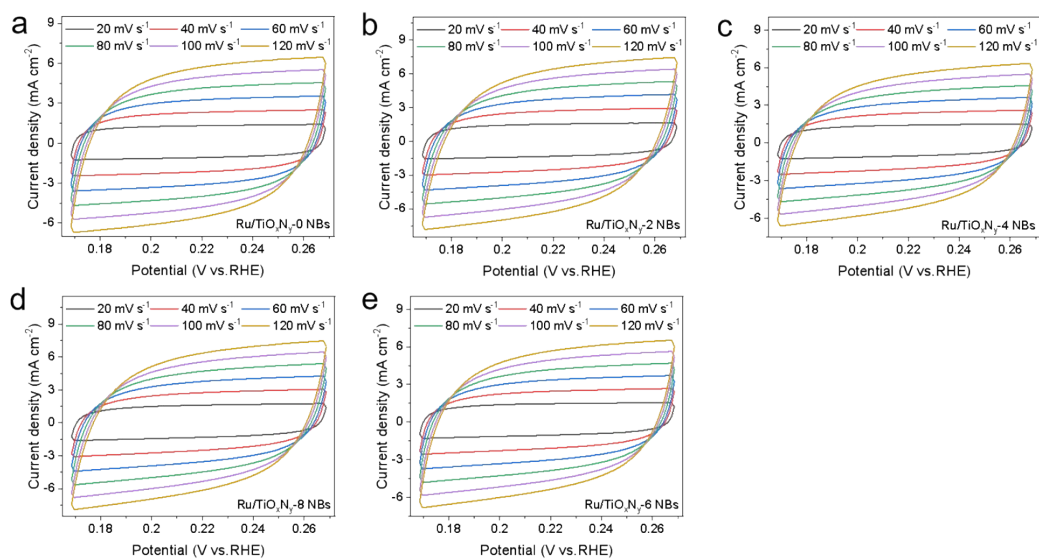 a
20 mV s⁻¹ 40 mV s⁻¹ 60 mV s⁻¹
80 mV s⁻¹ 100 mV s⁻¹ 120 mV s⁻¹
Current density (mA cm⁻²)
9
6
3
0
-3
-6
Ru/TiOₓNᵧ-0 NBs
0.18 0.20 0.22 0.24 0.26
Potential (V vs.RHE)
b
20 mV s⁻¹ 40 mV s⁻¹ 60 mV s⁻¹
80 mV s⁻¹ 100 mV s⁻¹ 120 mV s⁻¹
Current density (mA cm⁻²)
9
6
3
0
-3
-6
Ru/TiOₓNᵧ-2 NBs
0.18 0.20 0.22 0.24 0.26
Potential (V vs.RHE)
c
20 mV s⁻¹ 40 mV s⁻¹ 60 mV s⁻¹
80 mV s⁻¹ 100 mV s⁻¹ 120 mV s⁻¹
Current density (mA cm⁻²)
9
6
3
0
-3
-6
Ru/TiOₓNᵧ-4 NBs
0.18 0.20 0.22 0.24 0.26
Potential (V vs.RHE)
d
20 mV s⁻¹ 40 mV s⁻¹ 60 mV s⁻¹
80 mV s⁻¹ 100 mV s⁻¹ 120 mV s⁻¹
Current density (mA cm⁻²)
9
6
3
0
-3
-6
Ru/TiOₓNᵧ-8 NBs
0.18 0.20 0.22 0.24 0.26
Potential (V vs.RHE)
e
20 mV s⁻¹ 40 mV s⁻¹ 60 mV s⁻¹
80 mV s⁻¹ 100 mV s⁻¹ 120 mV s⁻¹
Current density (mA cm⁻²)
9
6
3
0
-3
-6
Ru/TiOₓNᵧ-6 NBs
0.18 0.20 0.22 0.24 0.26
Potential (V vs.RHE)